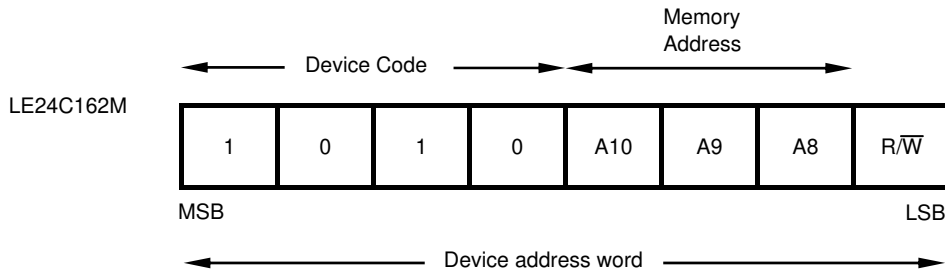 Memory
Address
Device Code
LE24C162M
1 0 1 0 A10 A9 A8 R/W̅
MSB LSB
Device address word